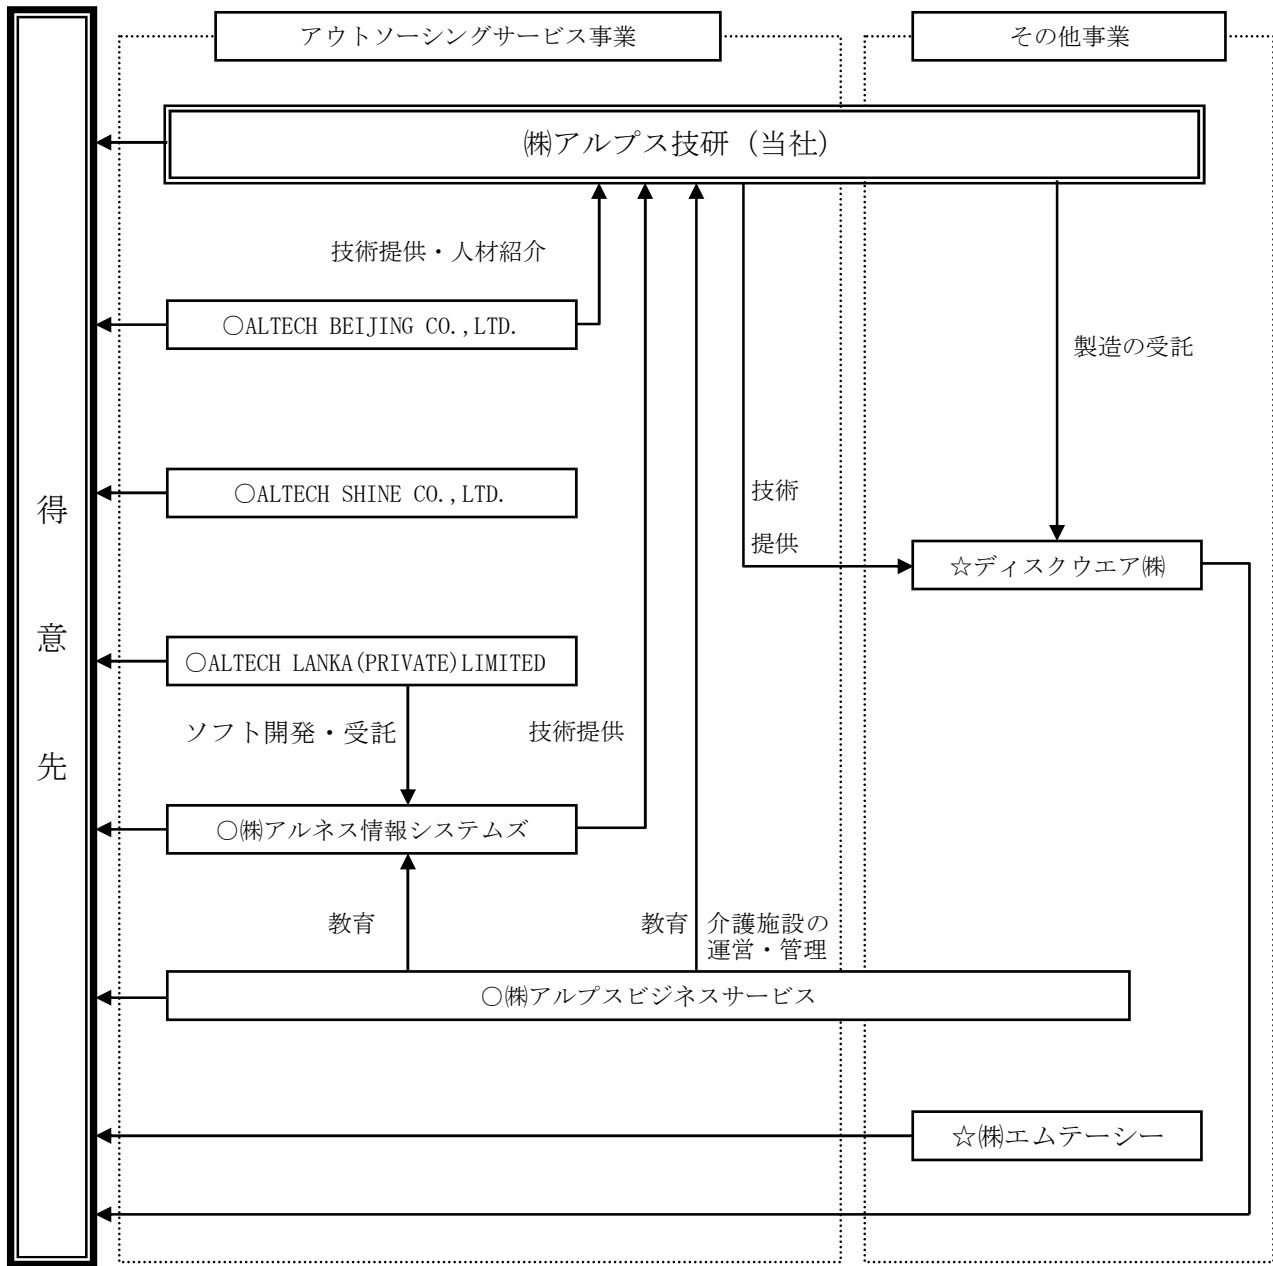 アウトソーシングサービス事業
その他事業
㈱アルプス技研（当社）
技術提供・人材紹介
○ALTECH BEIJING CO.,LTD.
製造の受託
○ALTECH SHINE CO.,LTD.
技術
提供
☆ディスクウエア㈱
得
意
先
○ALTECH LANKA(PRIVATE)LIMITED
ソフト開発・受託
技術提供
○㈱アルネス情報システムズ
教育
教育
介護施設の
運営・管理
○㈱アルプスビジネスサービス
☆㈱エムテーシー